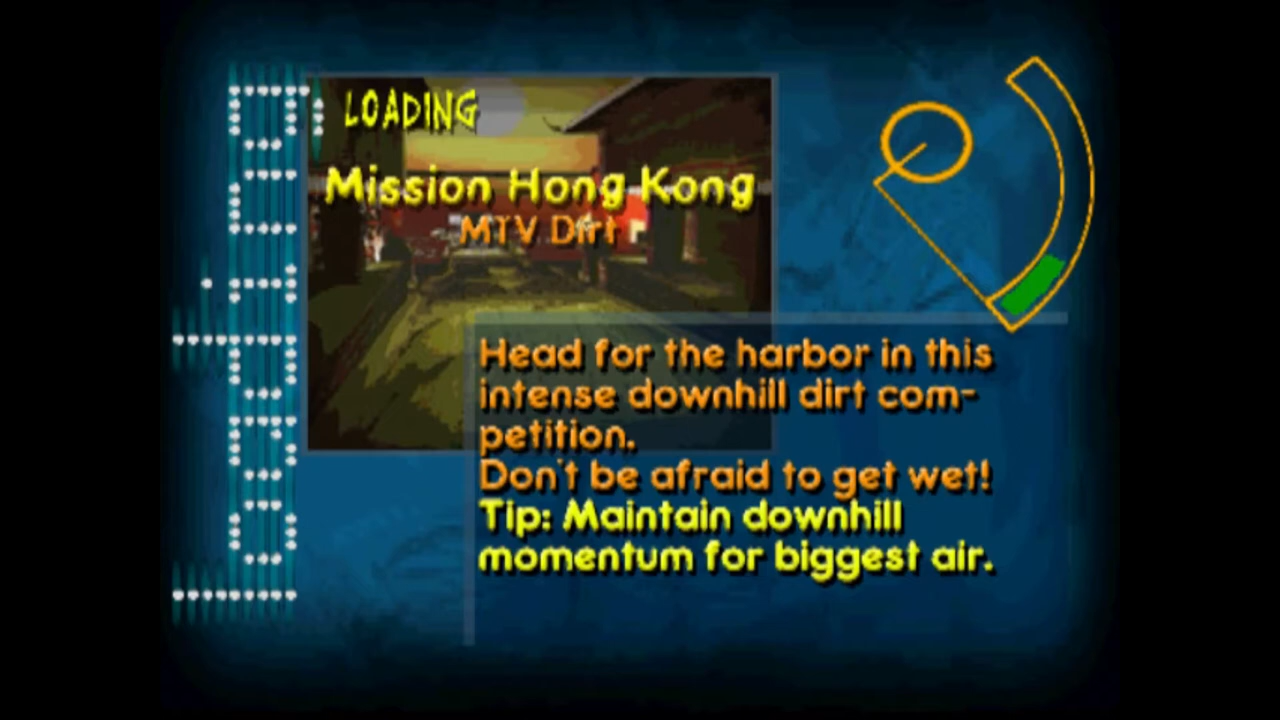 LOADING
Mission Hong Kong
MTV Dirt
loading
Head for the harbor in this
intense downhill dirt com-
petition.
Don't be afraid to get wet!
Tip: Maintain downhill
momentum for biggest air.